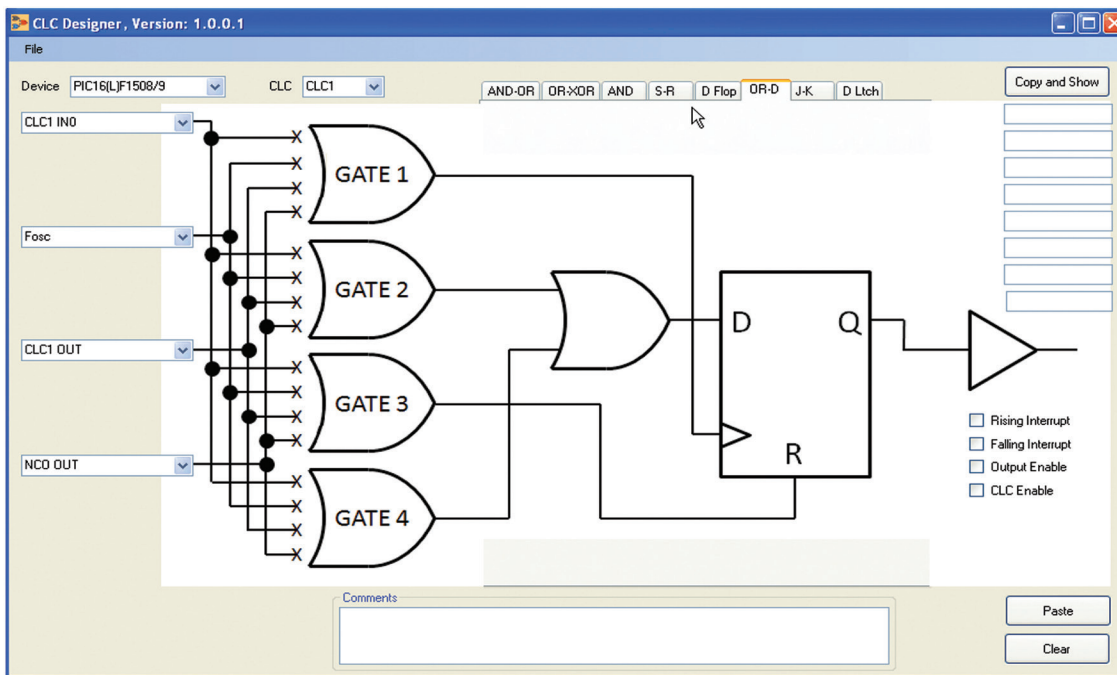 CLC Designer, Version: 1.0.0.1
File
Device PIC16(L)F1508/9 CLC CLC1
AND-OR OR-XOR AND S-R D Flop OR-D J-K D Ltch
Copy and Show
CLC1 IN0
X
X GATE 1
X
X
Fosc
X
X GATE 2
X
X
CLC1 OUT
X
X GATE 3
X
X
NCO OUT
X
X GATE 4
X
X
D Q
R
Rising Interrupt
Falling Interrupt
Output Enable
CLC Enable
Comments
Paste
Clear